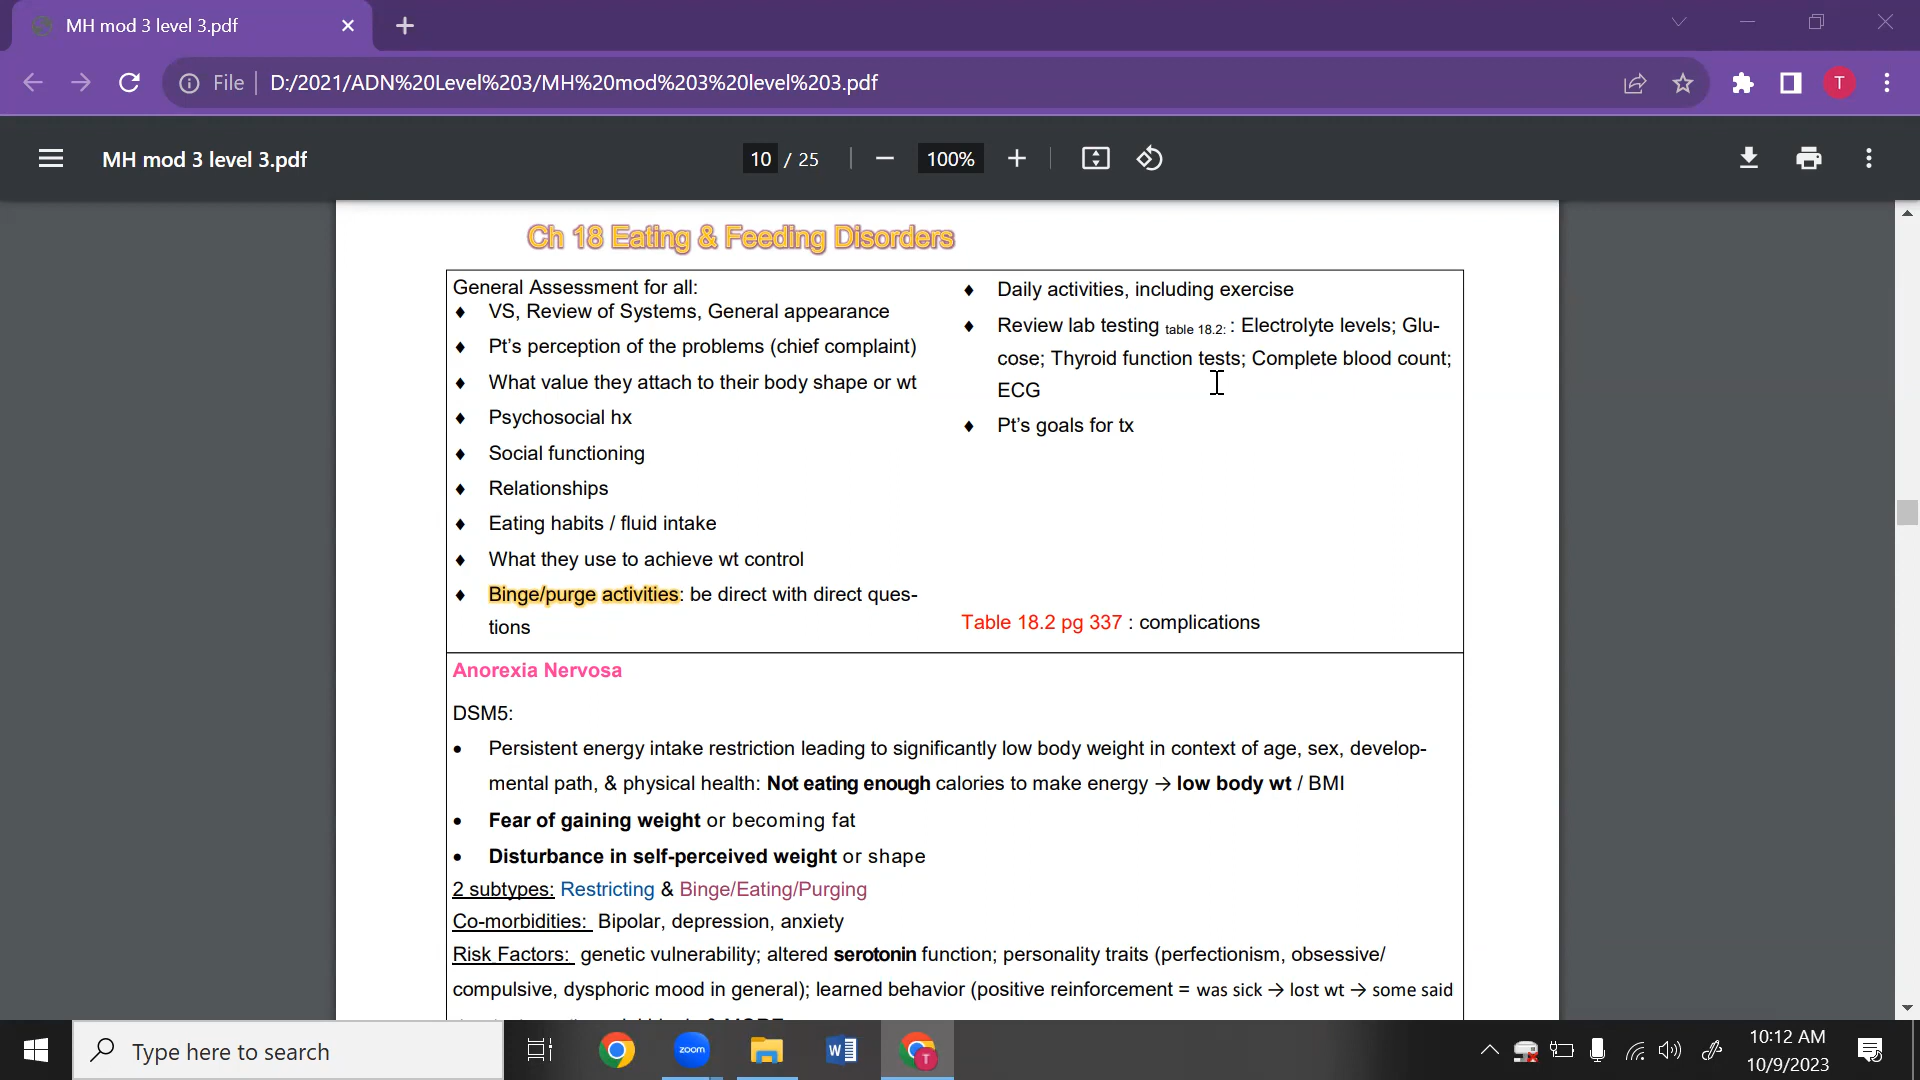 MH mod 3 level 3.pdf
File
D:/2021/ADN%20Level%203/MH%20mod%203%20level%203.pdf
T
MH mod 3 level 3.pdf
10 / 25
100%
Ch 18 Eating & Feeding Disorders
General Assessment for all:
♦ VS, Review of Systems, General appearance
♦ Pt's perception of the problems (chief complaint)
♦ What value they attach to their body shape or wt
♦ Psychosocial hx
♦ Social functioning
♦ Relationships
♦ Eating habits / fluid intake
♦ What they use to achieve wt control
♦ Binge/purge activities: be direct with direct ques-
tions
♦ Daily activities, including exercise
♦ Review lab testing table 18.2: : Electrolyte levels; Glu-
cose; Thyroid function tests; Complete blood count;
ECG
♦ Pt's goals for tx
Table 18.2 pg 337 : complications
Anorexia Nervosa
DSM5:
• Persistent energy intake restriction leading to significantly low body weight in context of age, sex, develop-
mental path, & physical health: Not eating enough calories to make energy → low body wt / BMI
• Fear of gaining weight or becoming fat
• Disturbance in self-perceived weight or shape
2 subtypes: Restricting & Binge/Eating/Purging
Co-morbidities: Bipolar, depression, anxiety
Risk Factors: genetic vulnerability; altered serotonin function; personality traits (perfectionism, obsessive/
compulsive, dysphoric mood in general); learned behavior (positive reinforcement = was sick → lost wt → some said
Type here to search
zoom
W
T
10:12 AM
10/9/2023